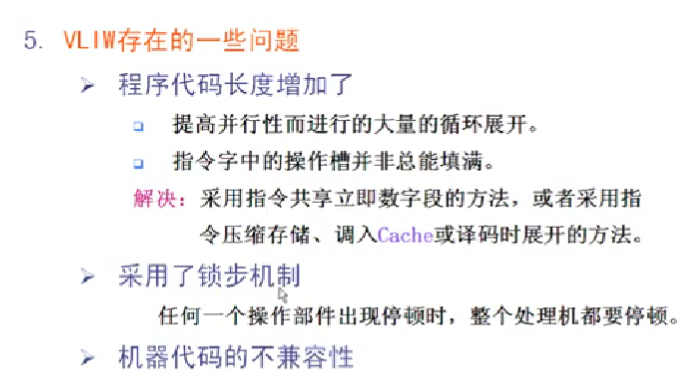 5. VLIW存在的一些问题
程序代码长度增加了
提高并行性而进行的大量的循环展开。
指令字中的操作槽并非总能填满。
解决：采用指令共享立即数字段的方法，或者采用指
令压缩存储、调入Cache或译码时展开的方法。
采用了锁步机制
任何一个操作部件出现停顿时，整个处理机都要停顿。
机器代码的不兼容性